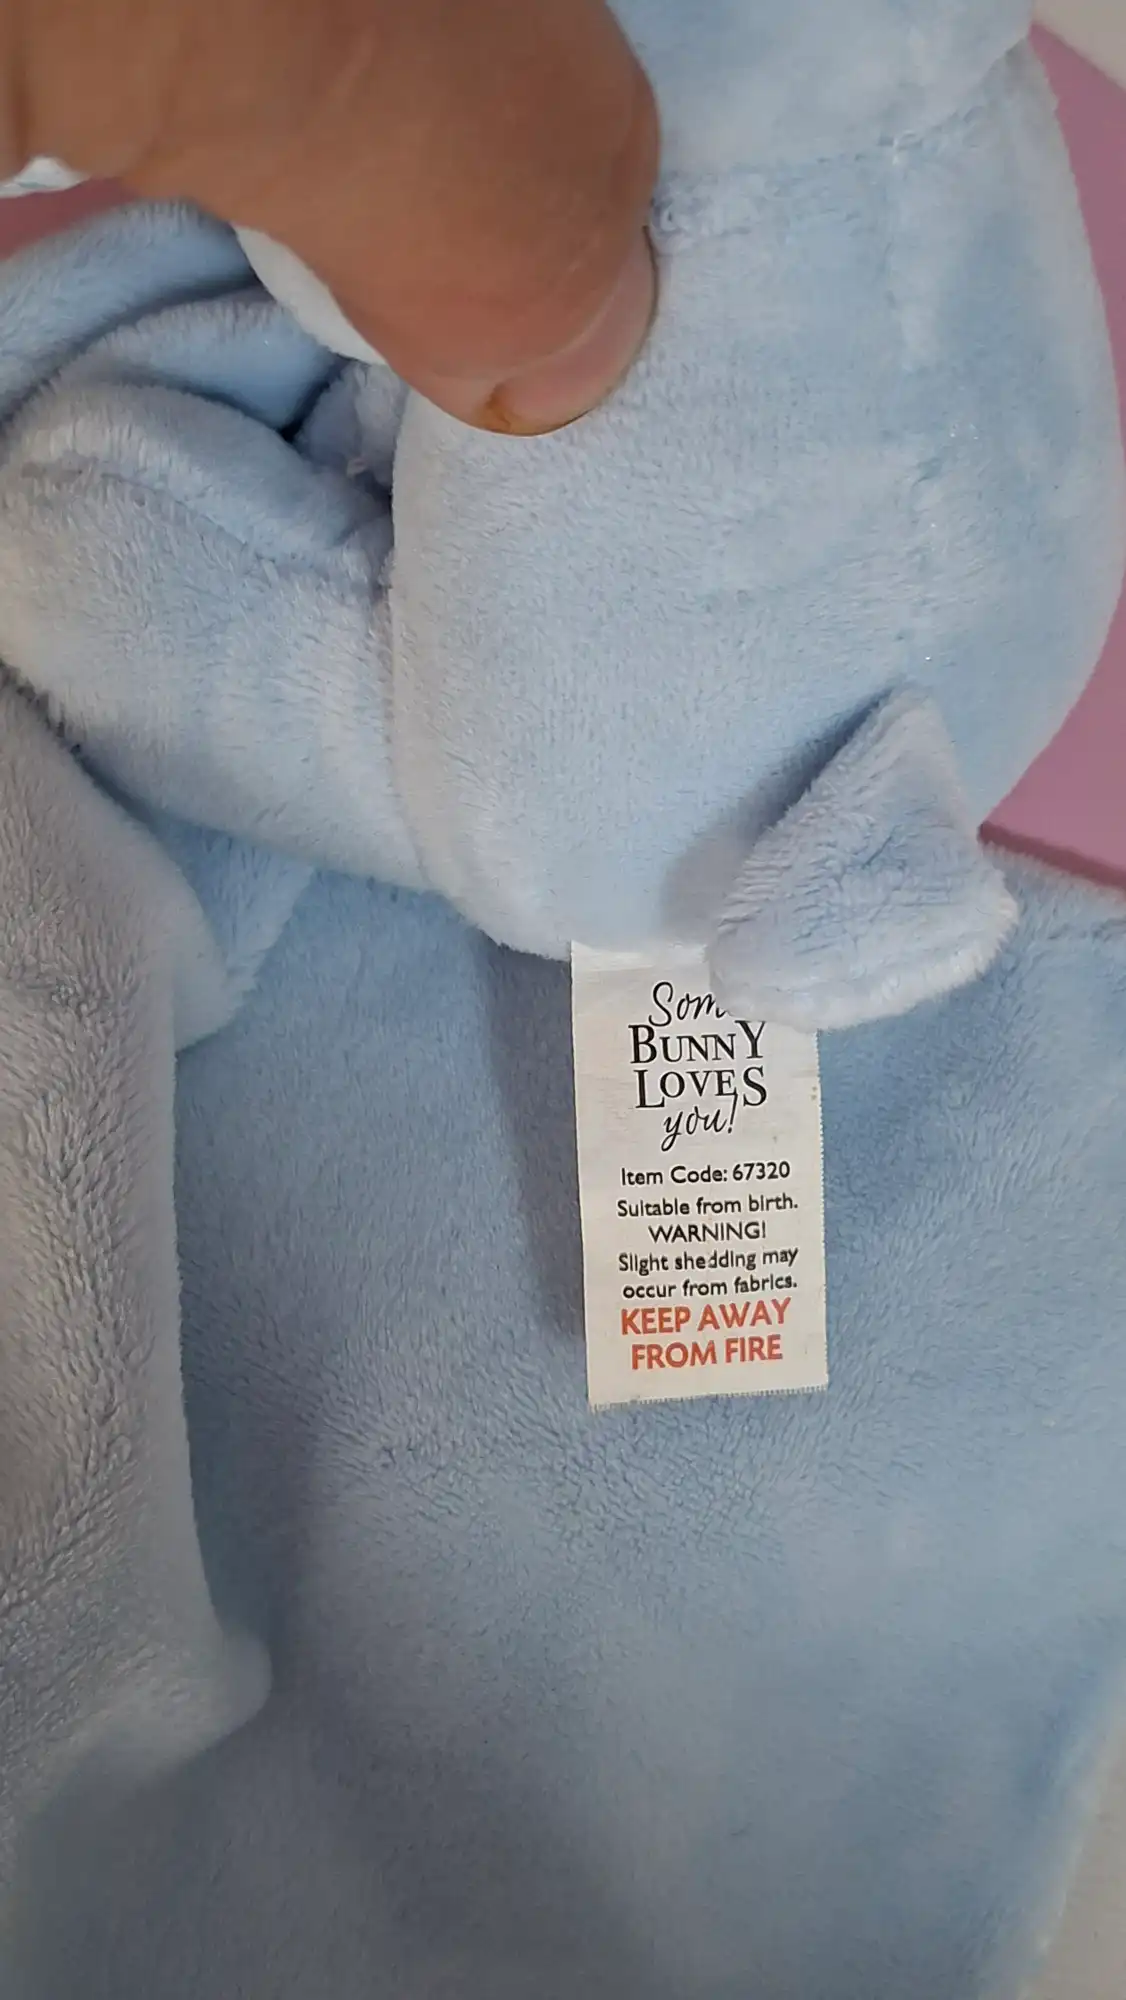 Som
BUNNY
LOVES
you!
Item Code: 67320
Suitable from birth.
WARNING!
Slight shedding may
occur from fabrics.
KEEP AWAY
FROM FIRE